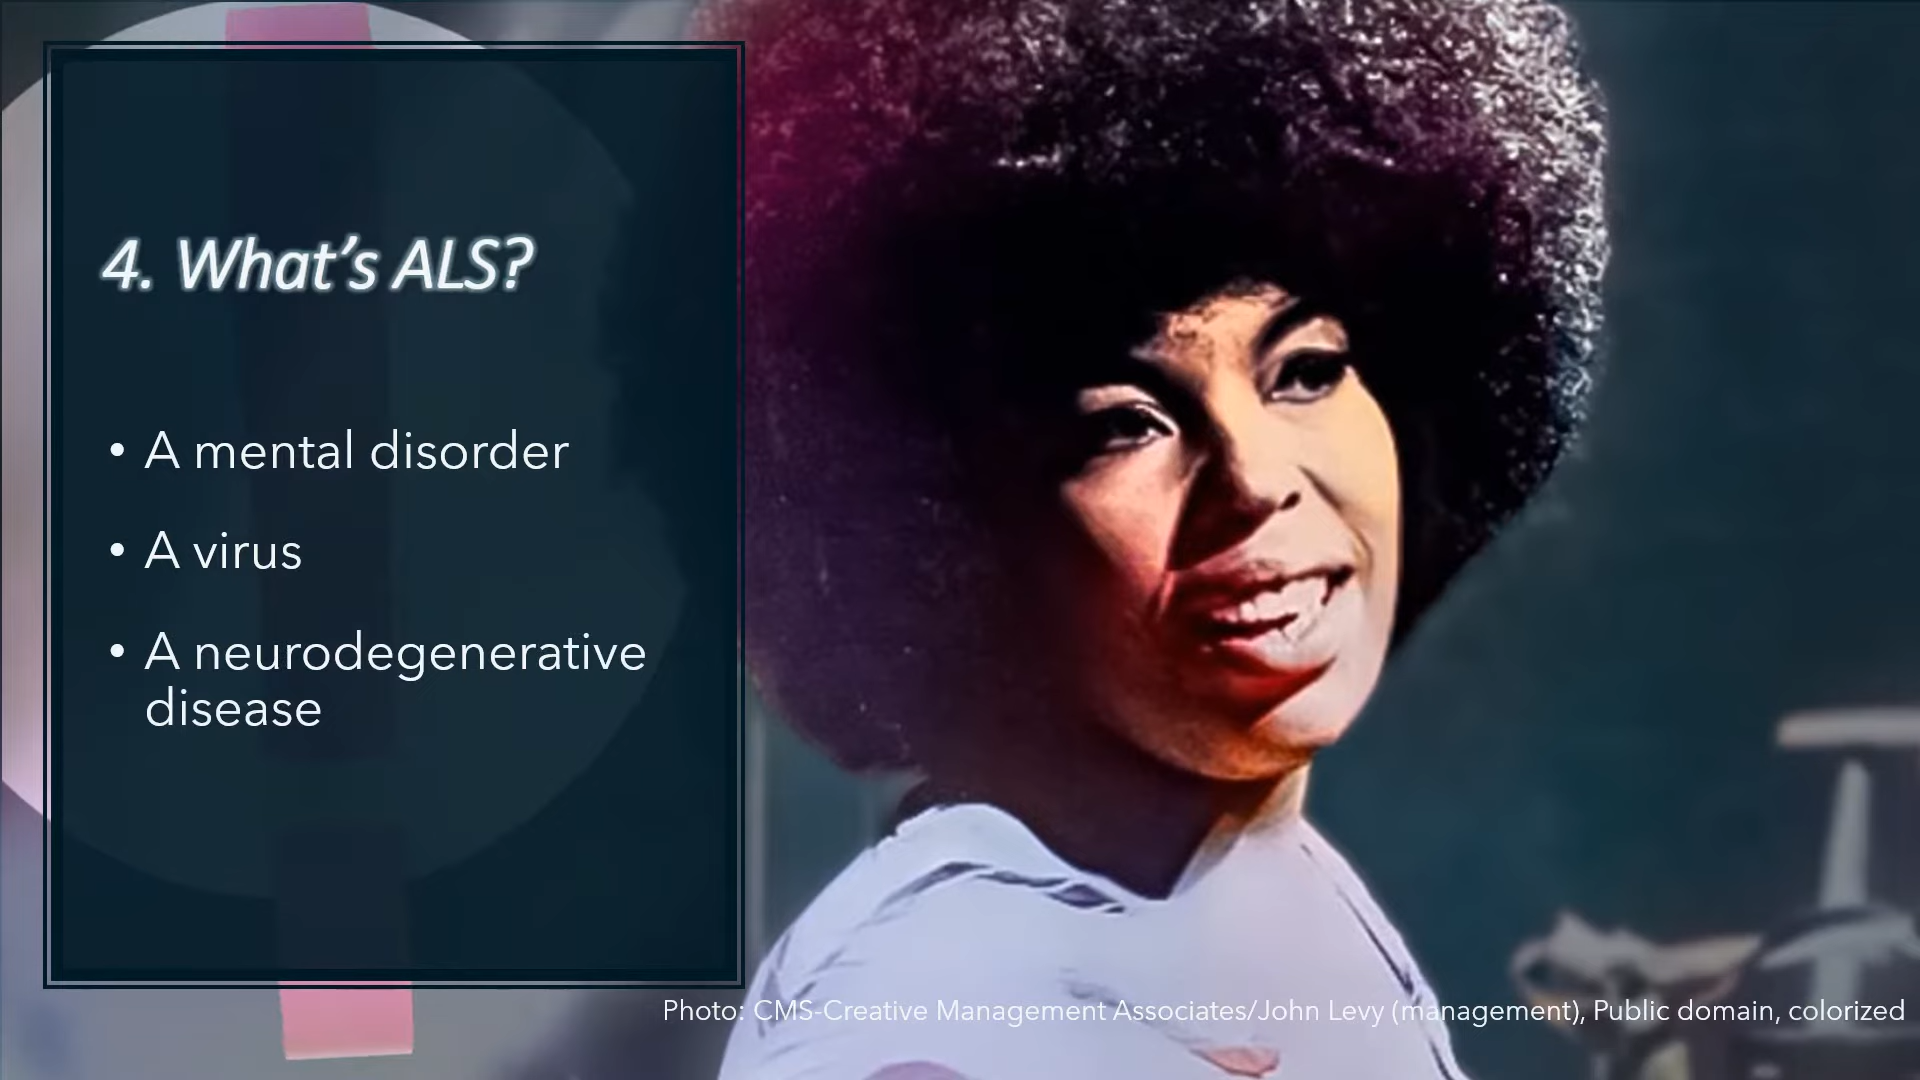 4. What's ALS?
• A mental disorder
• A virus
• A neurodegenerative
disease
Photo: CMS-Creative Management Associates/John Levy (management), Public domain, colorized